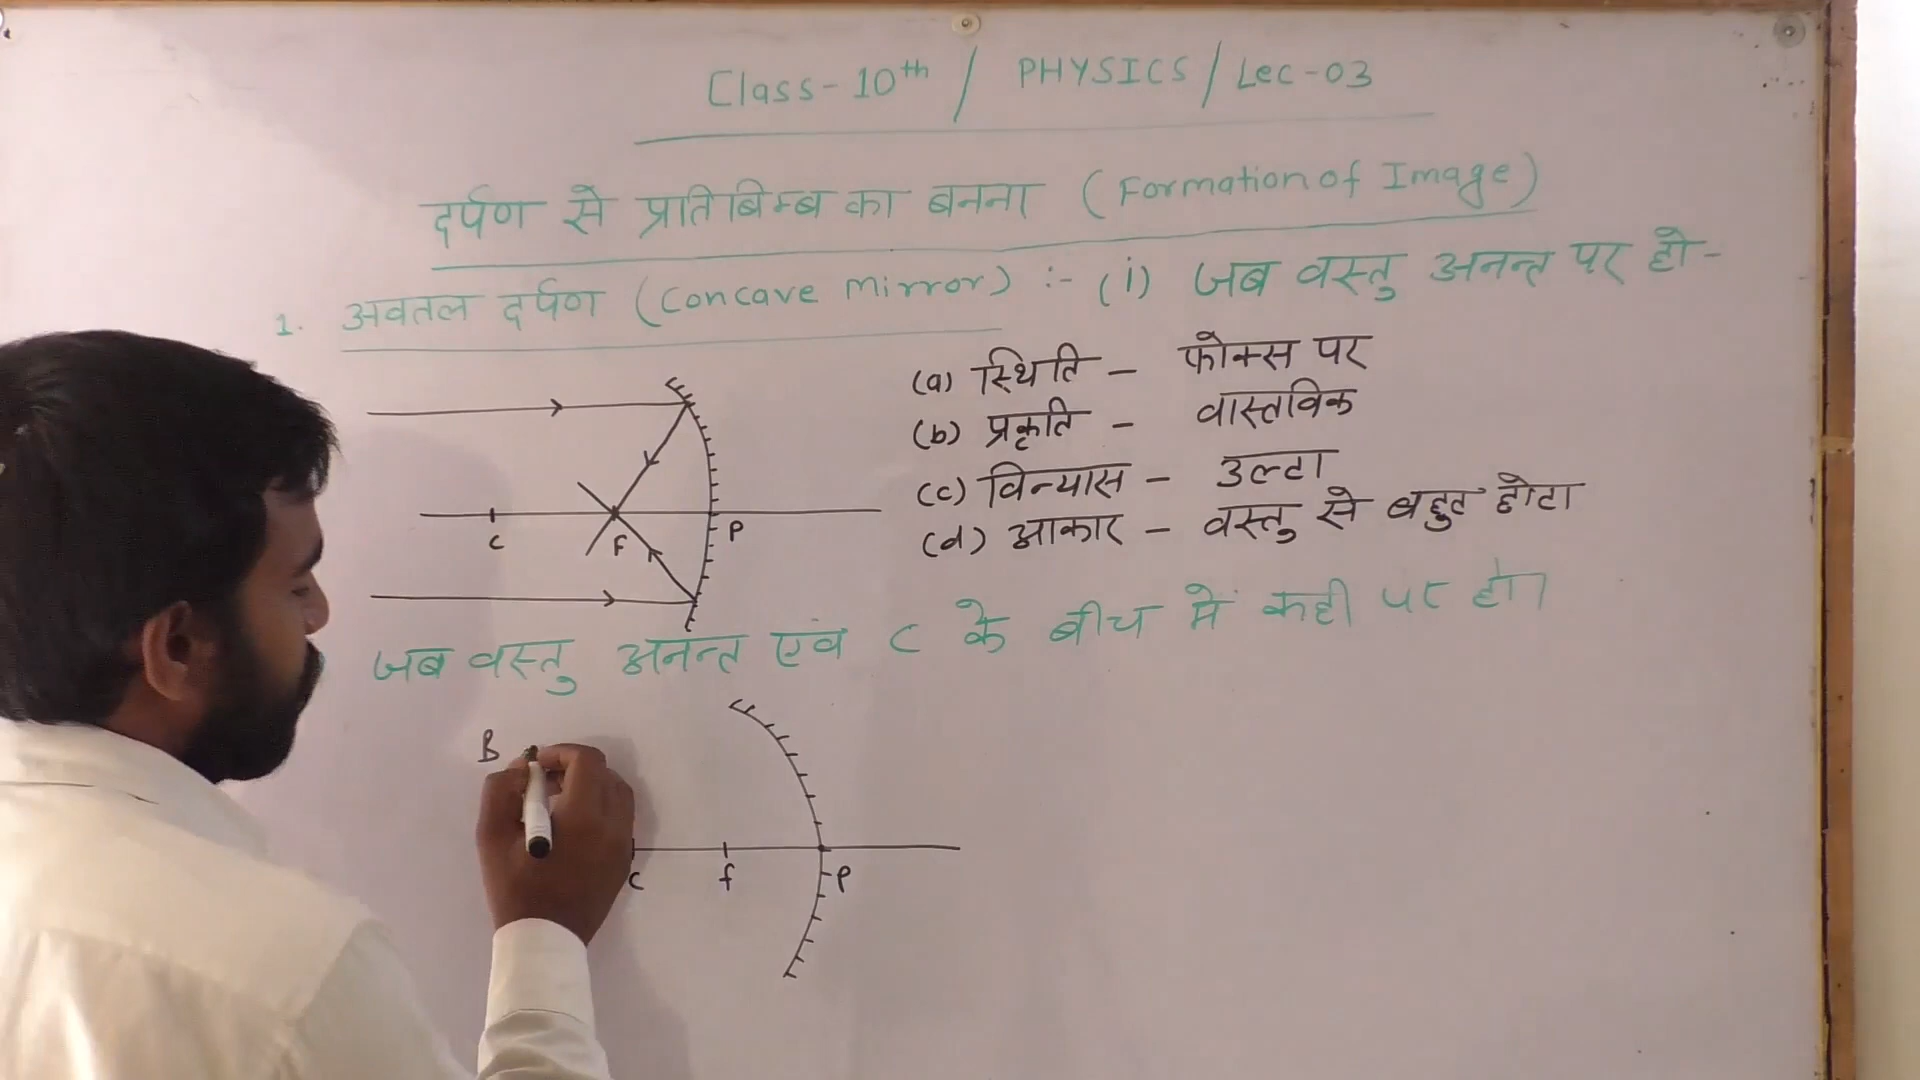 Class-10th / PHYSICS / Lec-03
दर्पण से प्रतिबिम्ब का बनना (Formation of Image)
1. अवतल दर्पण (Concave mirror) :- (i) जब वस्तु अनन्त पर हो -
(a) स्थिति - फोक्स पर
(b) प्रकृति - वास्तविक
(c) विन्यास - उल्टा
(d) आकार - वस्तु से बहुत छोटा
C F P
जब वस्तु अनन्त एवं C के बीच में कही पर हो।
B
C f P